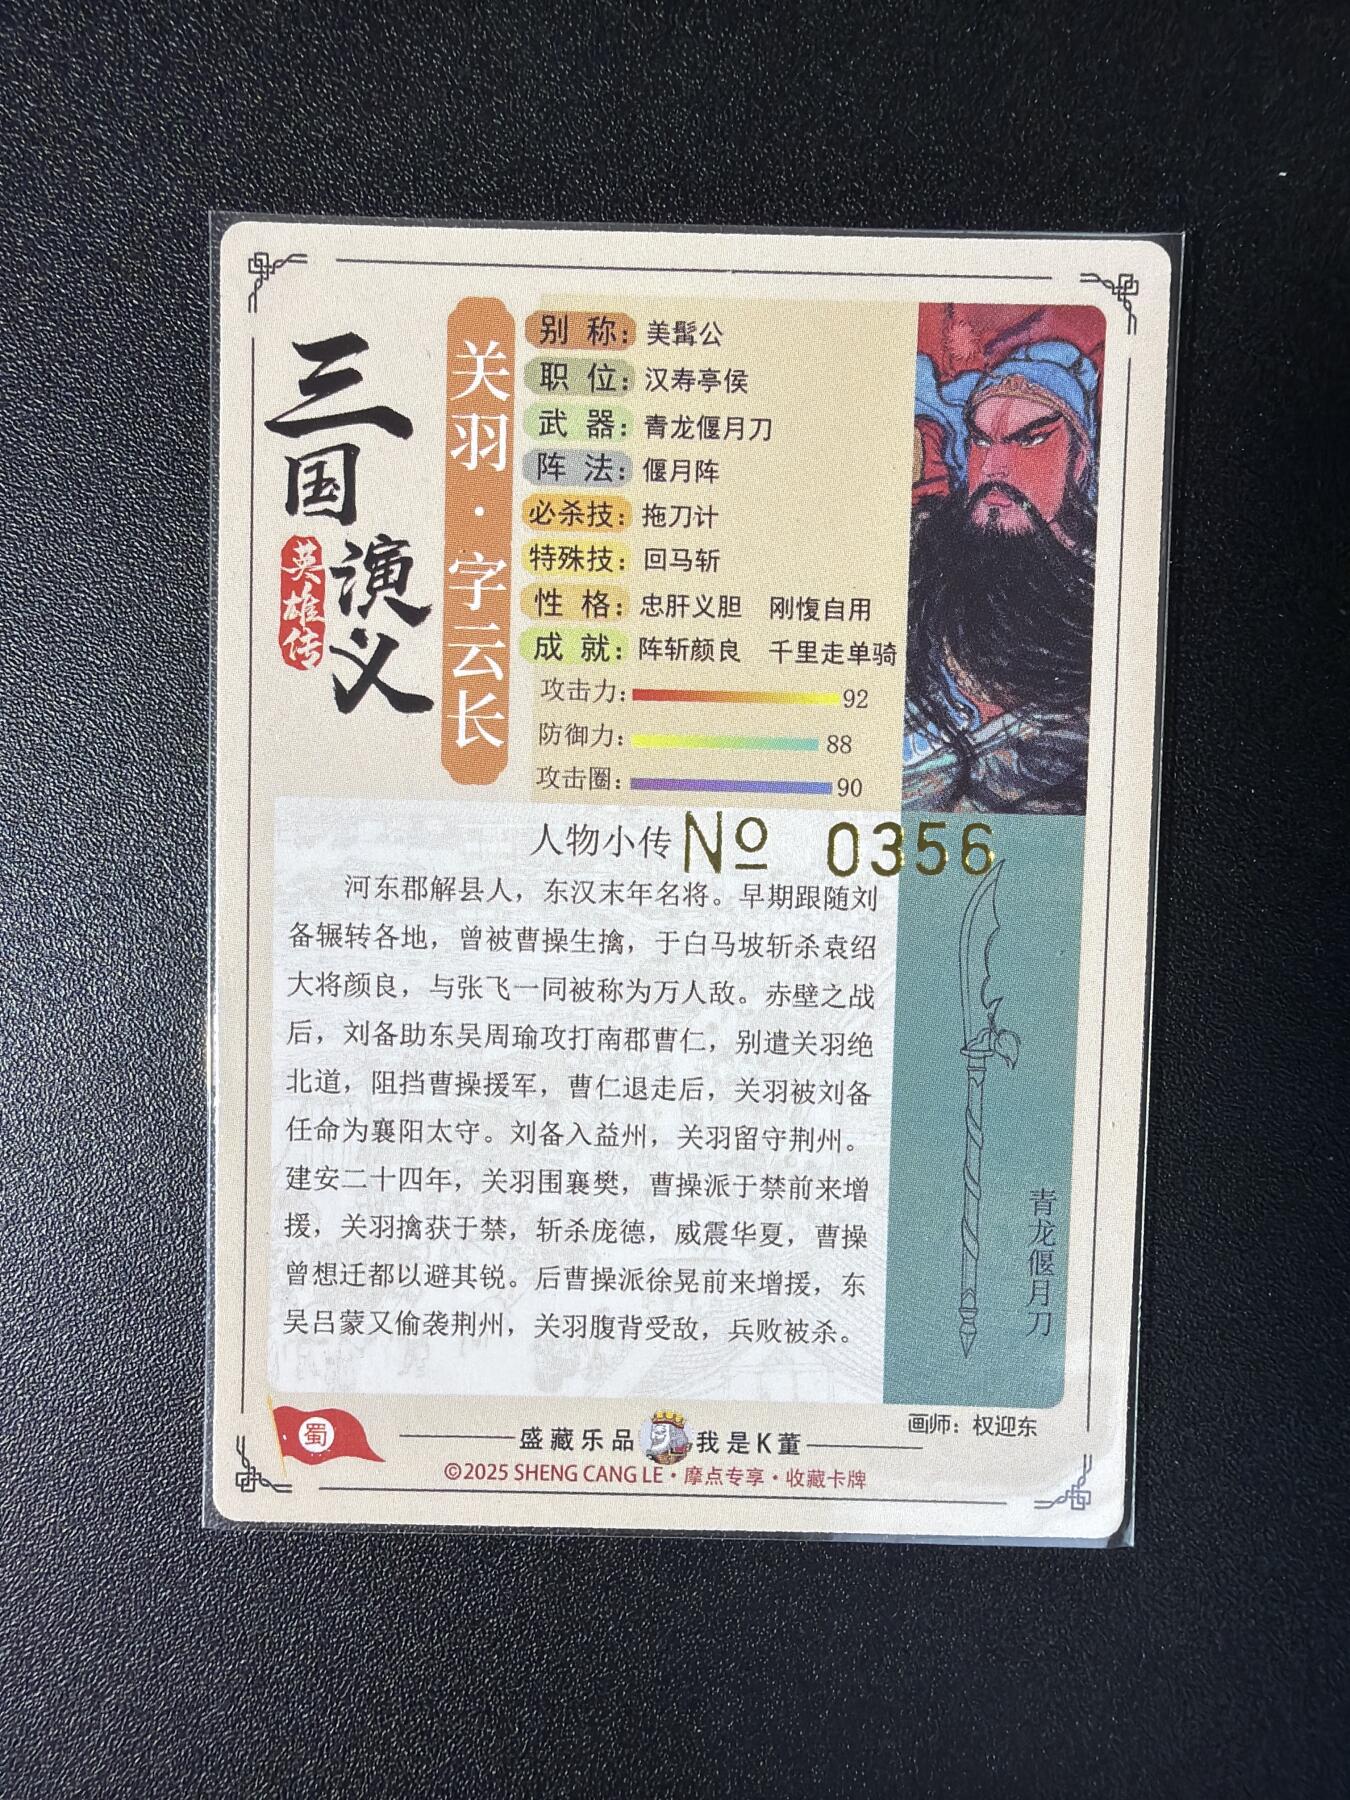 三国演义
英雄传
关羽·字云长
别称：美髯公
职位：汉寿亭侯
武器：青龙偃月刀
阵法：偃月阵
必杀技：拖刀计
特殊技：回马斩
性格：忠肝义胆 刚愎自用
成就：阵斩颜良 千里走单骑
攻击力：92
防御力：88
攻击圈：90
人物小传 № 0356
河东郡解县人，东汉末年名将。早期跟随刘
备辗转各地，曾被曹操生擒，于白马坡斩杀袁绍
大将颜良，与张飞一同被称为万人敌。赤壁之战
后，刘备助东吴周瑜攻打南郡曹仁，别遣关羽绝
北道，阻挡曹操援军，曹仁退走后，关羽被刘备
任命为襄阳太守。刘备入益州，关羽留守荆州。
建安二十四年，关羽围襄樊，曹操派于禁前来增
援，关羽擒获于禁，斩杀庞德，威震华夏，曹操
曾想迁都以避其锐。后曹操派徐晃前来增援，东
吴吕蒙又偷袭荆州，关羽腹背受敌，兵败被杀。
青龙偃月刀
画师：权迎东
蜀
盛藏乐品 我是K董
©2025 SHENG CANG LE·摩点专享·收藏卡牌